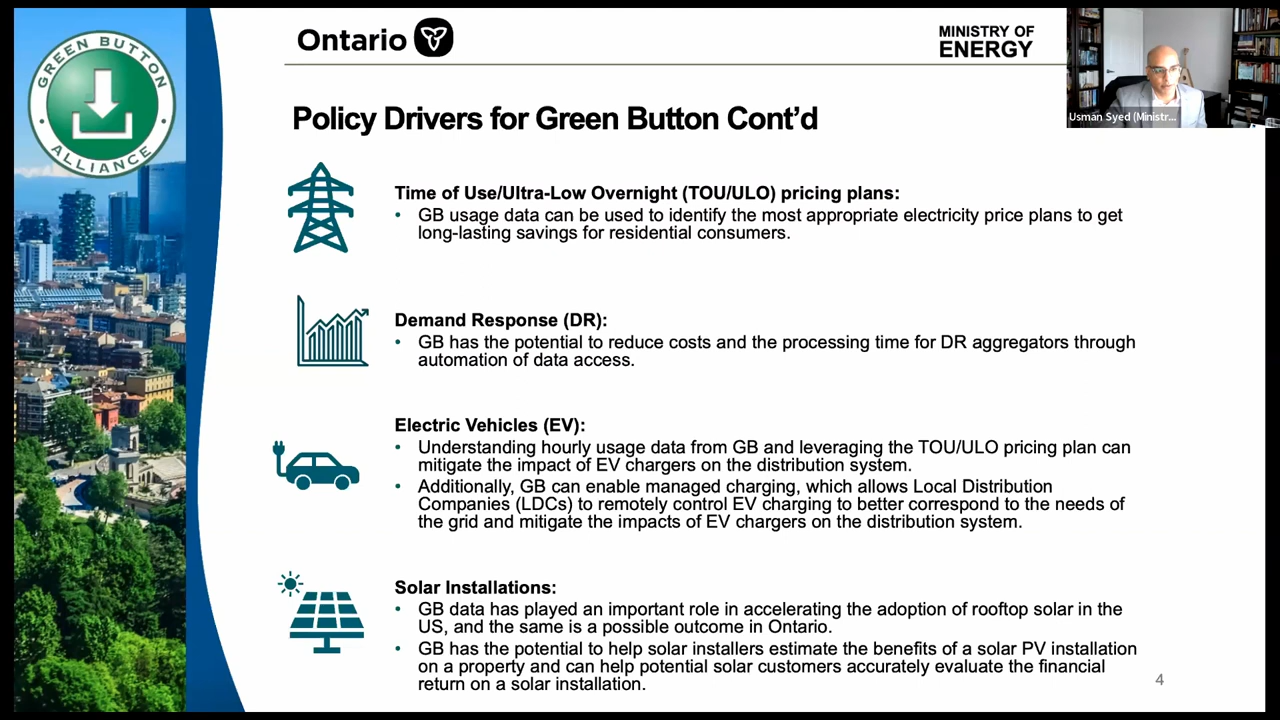 GREEN BUTTON
ALLIANCE
Ontario
MINISTRY OF
ENERGY
Usman Syed (Ministr...
Policy Drivers for Green Button Cont'd
Time of Use/Ultra-Low Overnight (TOU/ULO) pricing plans:
• GB usage data can be used to identify the most appropriate electricity price plans to get
long-lasting savings for residential consumers.
Demand Response (DR):
• GB has the potential to reduce costs and the processing time for DR aggregators through
automation of data access.
Electric Vehicles (EV):
• Understanding hourly usage data from GB and leveraging the TOU/ULO pricing plan can
mitigate the impact of EV chargers on the distribution system.
• Additionally, GB can enable managed charging, which allows Local Distribution
Companies (LDCs) to remotely control EV charging to better correspond to the needs of
the grid and mitigate the impacts of EV chargers on the distribution system.
Solar Installations:
• GB data has played an important role in accelerating the adoption of rooftop solar in the
US, and the same is a possible outcome in Ontario.
• GB has the potential to help solar installers estimate the benefits of a solar PV installation
on a property and can help potential solar customers accurately evaluate the financial
return on a solar installation.
4